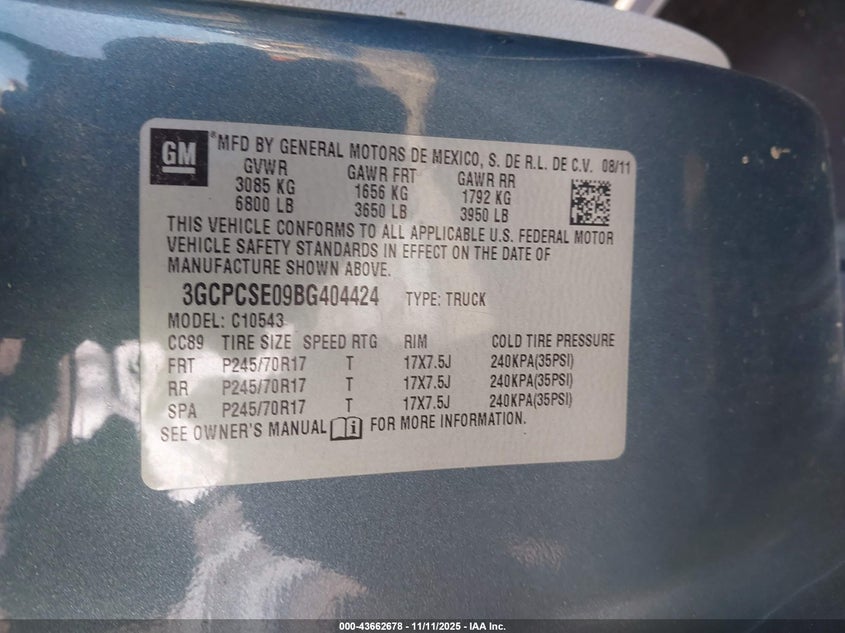 GM
®MFD BY GENERAL MOTORS DE MEXICO, S. DE R.L. DE C.V. 08/11
GVWR GAWR FRT GAWR RR
3085 KG 1656 KG 1792 KG
6800 LB 3650 LB 3950 LB
THIS VEHICLE CONFORMS TO ALL APPLICABLE U.S. FEDERAL MOTOR
VEHICLE SAFETY STANDARDS IN EFFECT ON THE DATE OF
MANUFACTURE SHOWN ABOVE.
3GCPCSE09BG404424 TYPE: TRUCK
MODEL: C10543
CC89 TIRE SIZE SPEED RTG RIM COLD TIRE PRESSURE
FRT P245/70R17 T 17X7.5J 240KPA(35PSI)
RR P245/70R17 T 17X7.5J 240KPA(35PSI)
SPA P245/70R17 T 17X7.5J 240KPA(35PSI)
SEE OWNER'S MANUAL i FOR MORE INFORMATION.
000-43662678 - 11/11/2025 - IAA Inc.